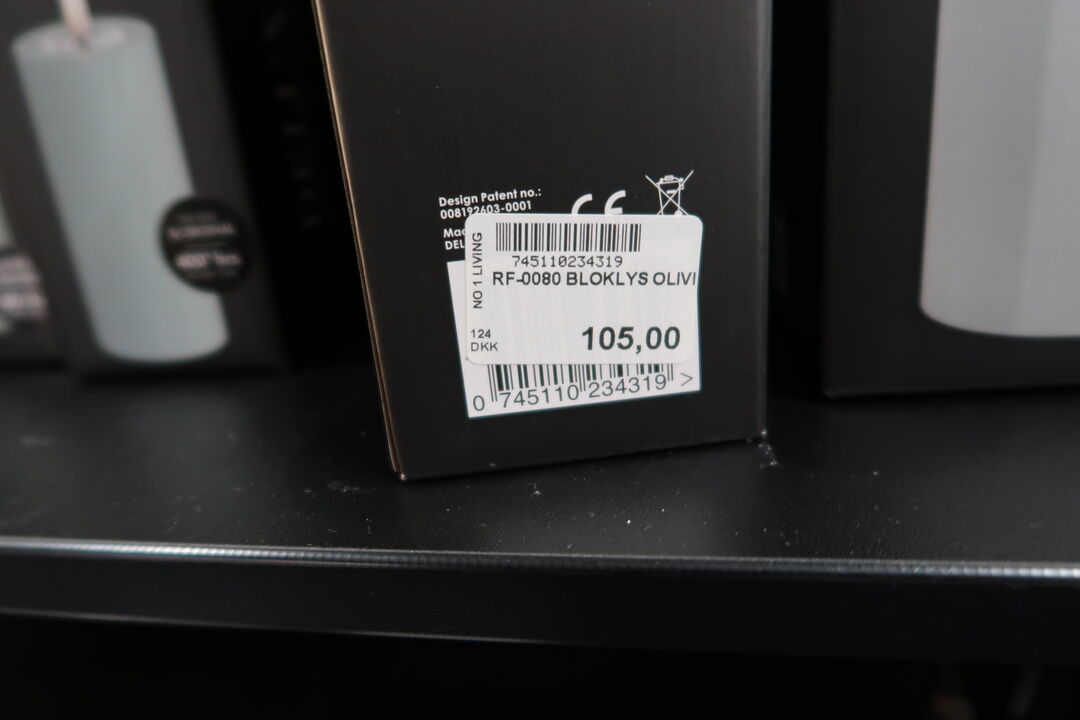 Design Patent no.:
008192603-0001
NO 1 LIVING
745110234319
RF-0080 BLOKLYS OLIVI
124
DKK
105,00
0 745110 234319 >